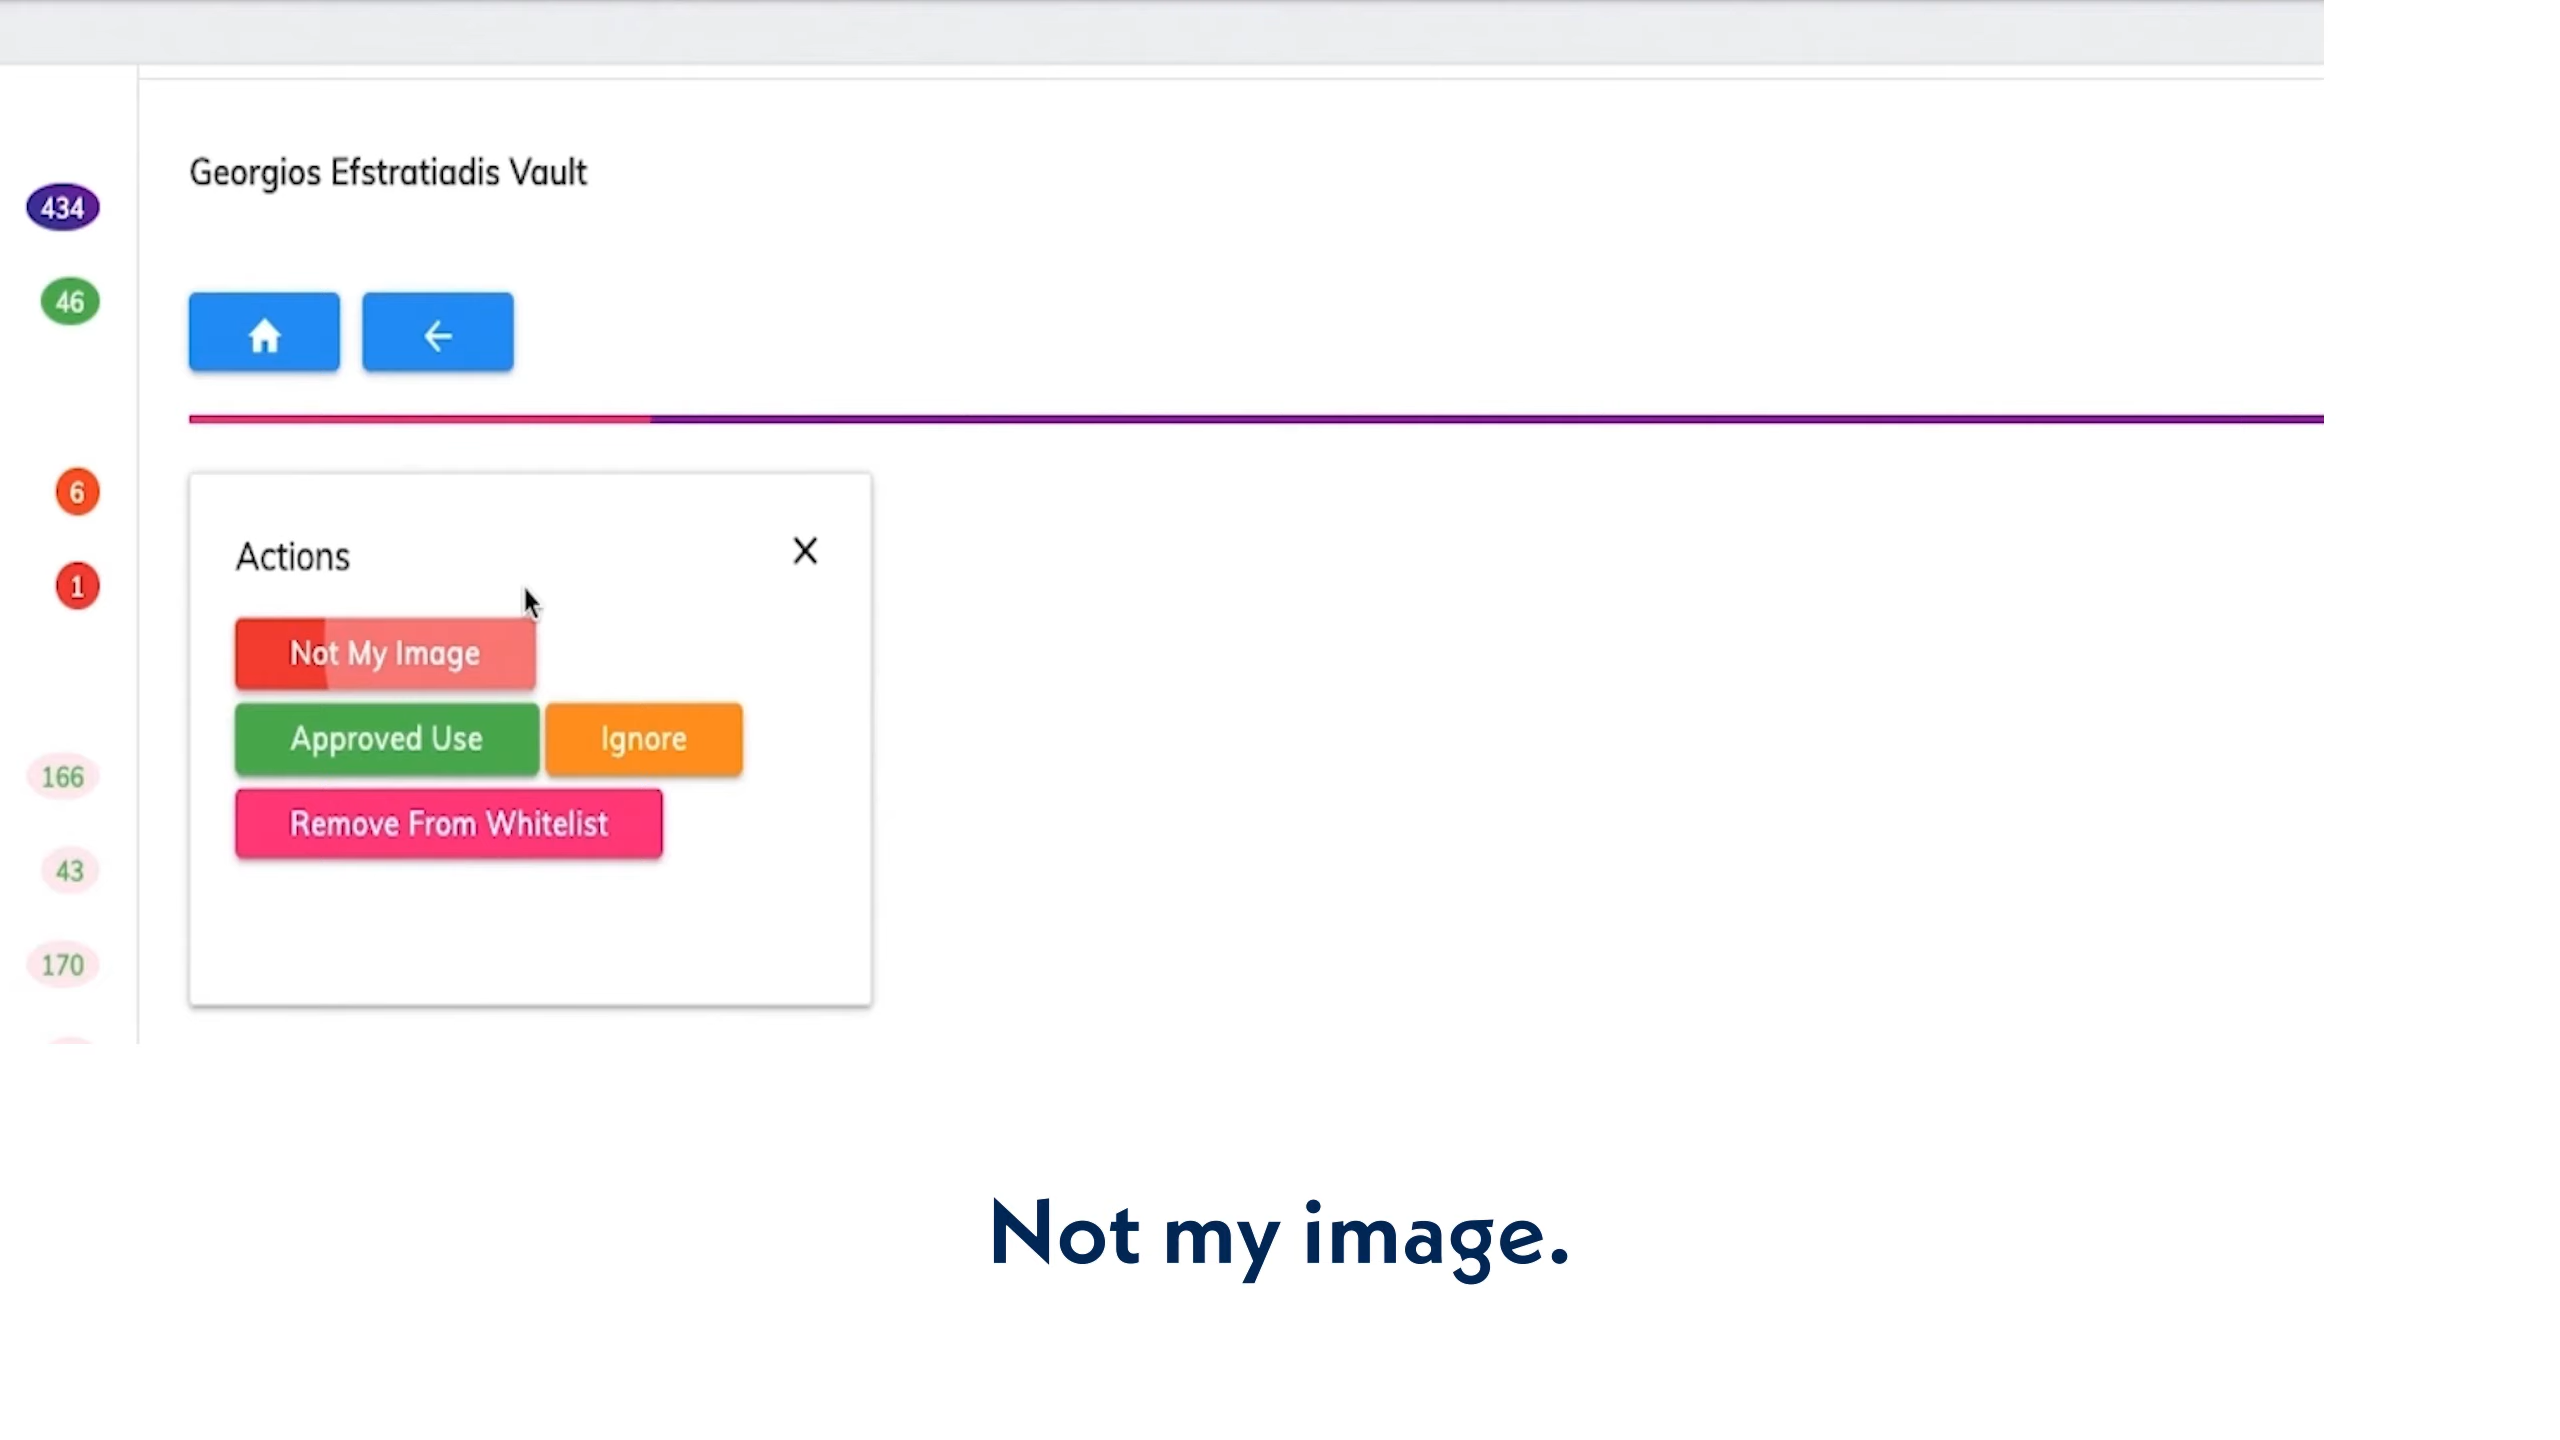 Georgios Efstratiadis Vault
434
46
6
1
166
43
170
Actions
Not My Image
Approved Use
Ignore
Remove From Whitelist
Not my image.